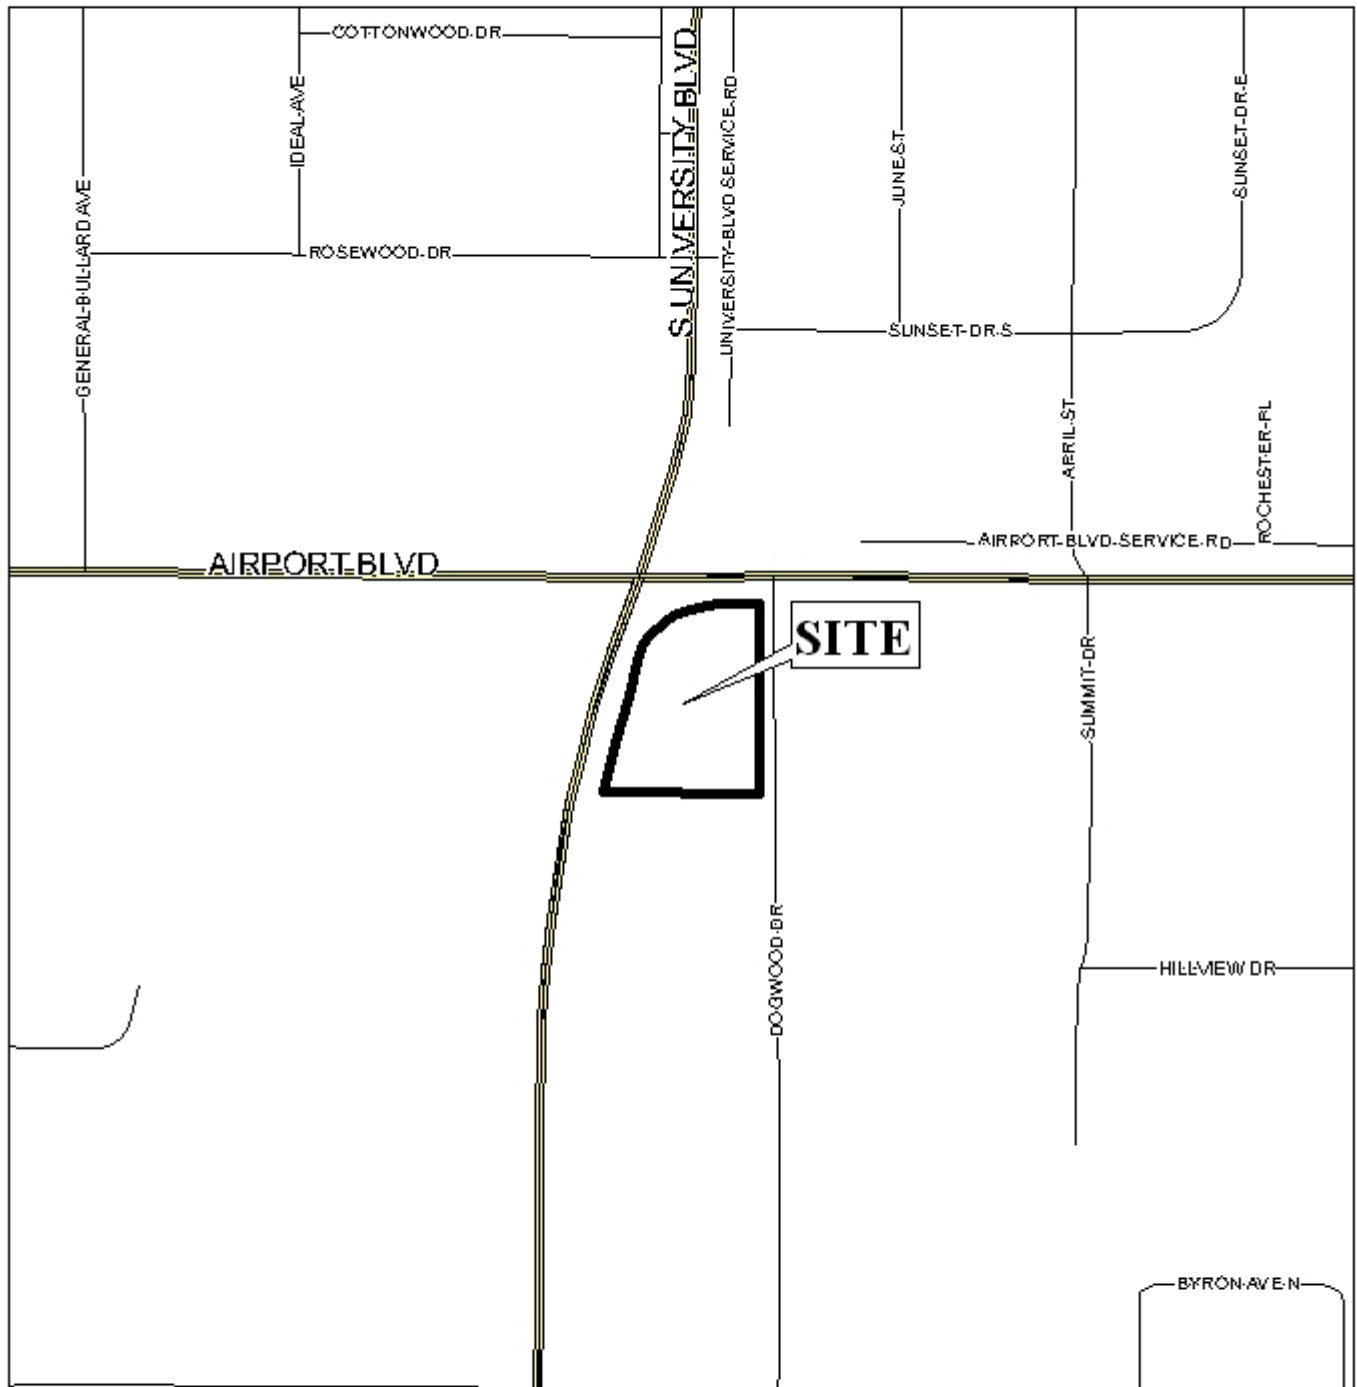 COTTONWOOD DR
S UNIVERSITY BLVD
UNIVERSITY BLVD SERVICE RD
IDEAL AVE
JUNE ST
SUNSET DR E
GENERAL BULLARD AVE
ROSEWOOD DR
SUNSET DR S
APRIL ST
ROCHESTER PL
AIRPORT BLVD SERVICE RD
AIRPORT BLVD
SITE
SUMMIT DR
DOGWOOD DR
HILLVIEW DR
BYRON AVE N